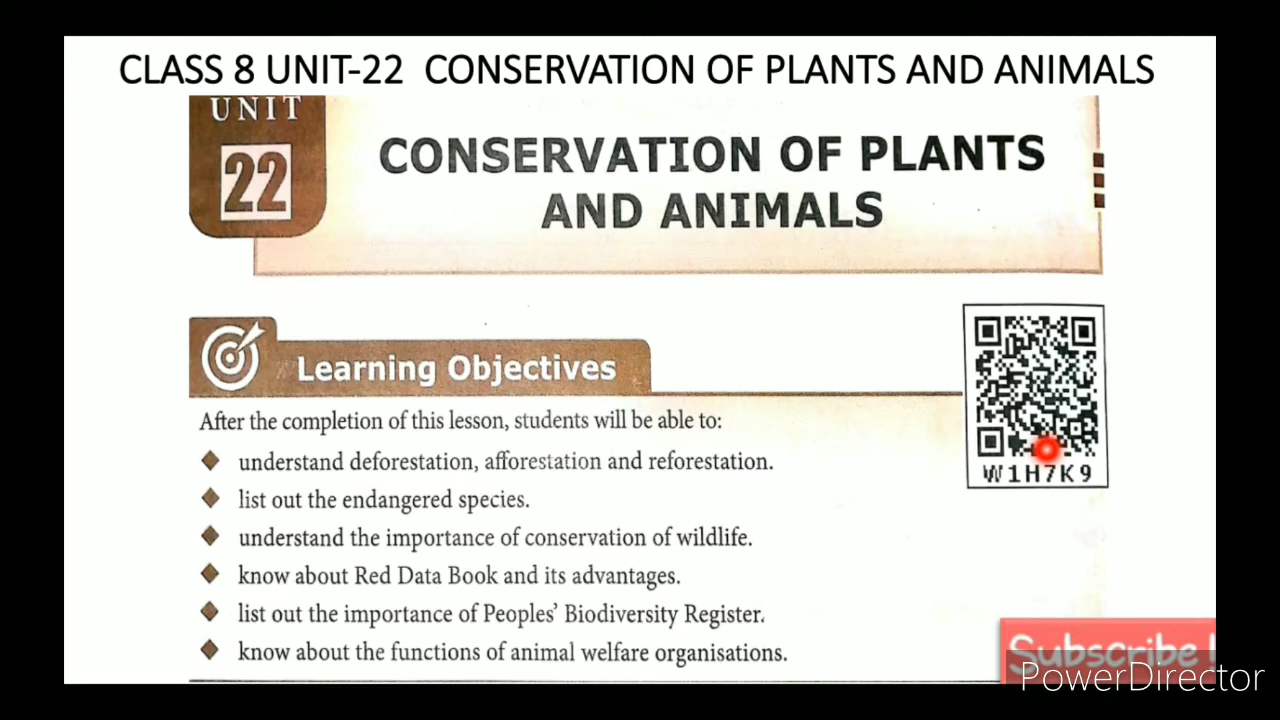 CLASS 8 UNIT-22 CONSERVATION OF PLANTS AND ANIMALS
UNIT
22
CONSERVATION OF PLANTS
AND ANIMALS
Learning Objectives
After the completion of this lesson, students will be able to:
understand deforestation, afforestation and reforestation.
list out the endangered species.
understand the importance of conservation of wildlife.
know about Red Data Book and its advantages.
list out the importance of Peoples’ Biodiversity Register.
know about the functions of animal welfare organisations.
W1H7K9
Subscribe !
PowerDirector